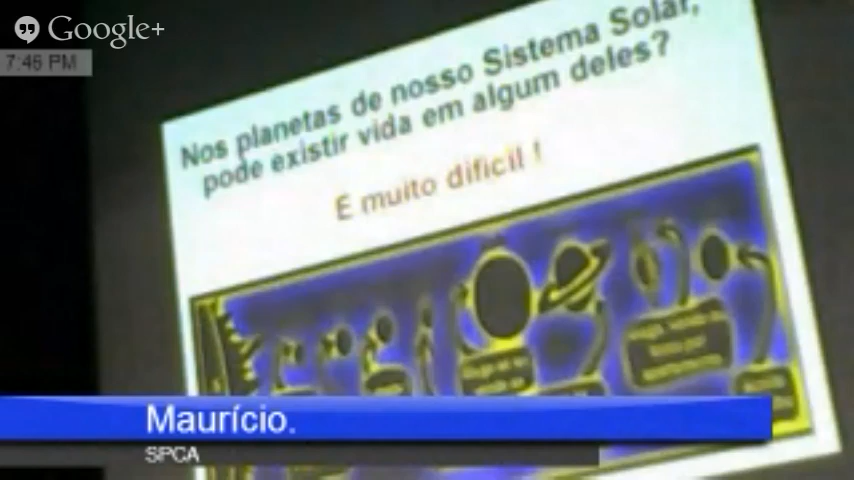 Google+
7:46 PM
Nos planetas de nosso Sistema Solar,
pode existir vida em algum deles?
E muito dificil !
Maurício.
SPCA